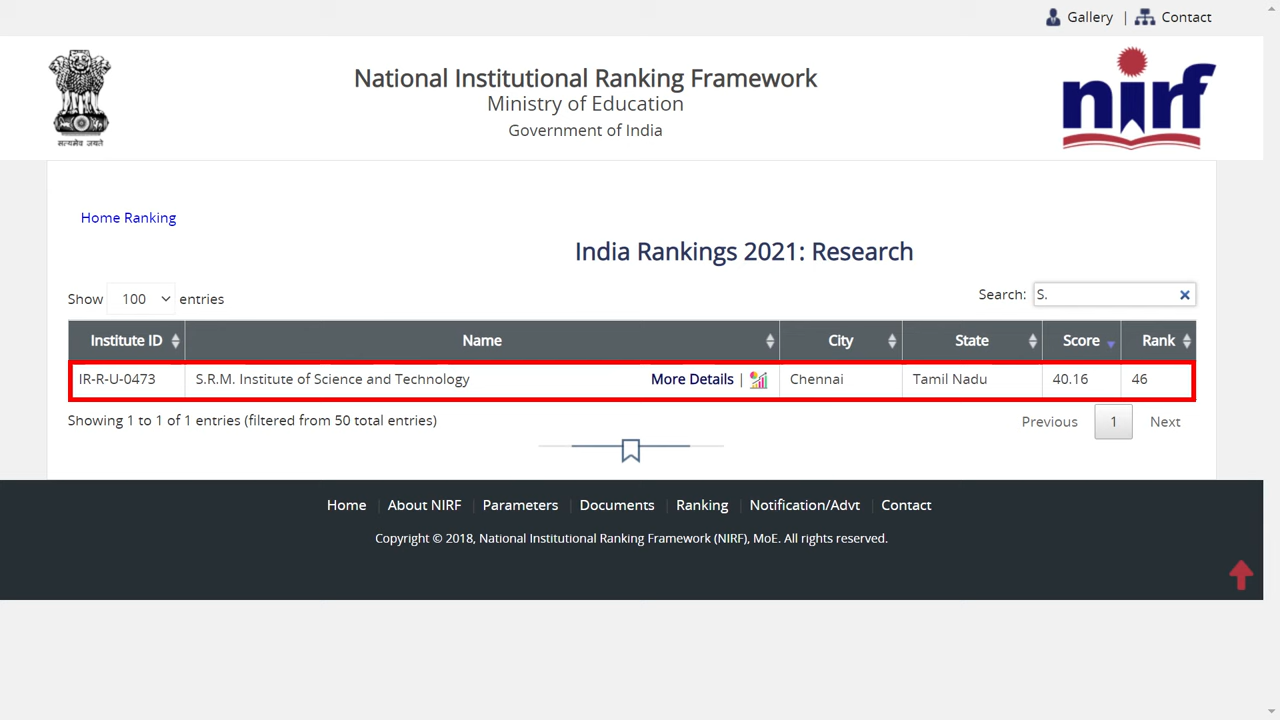 Gallery | Contact
National Institutional Ranking Framework
Ministry of Education
Government of India
सत्यमेव जयते
nirf
Home Ranking
India Rankings 2021: Research
Show 100 entries
Search: S.
Institute ID Name City State Score Rank
IR-R-U-0473 S.R.M. Institute of Science and Technology More Details | Chennai Tamil Nadu 40.16 46
Showing 1 to 1 of 1 entries (filtered from 50 total entries)
Previous 1 Next
Home About NIRF Parameters Documents Ranking Notification/Advt Contact
Copyright © 2018, National Institutional Ranking Framework (NIRF), MoE. All rights reserved.